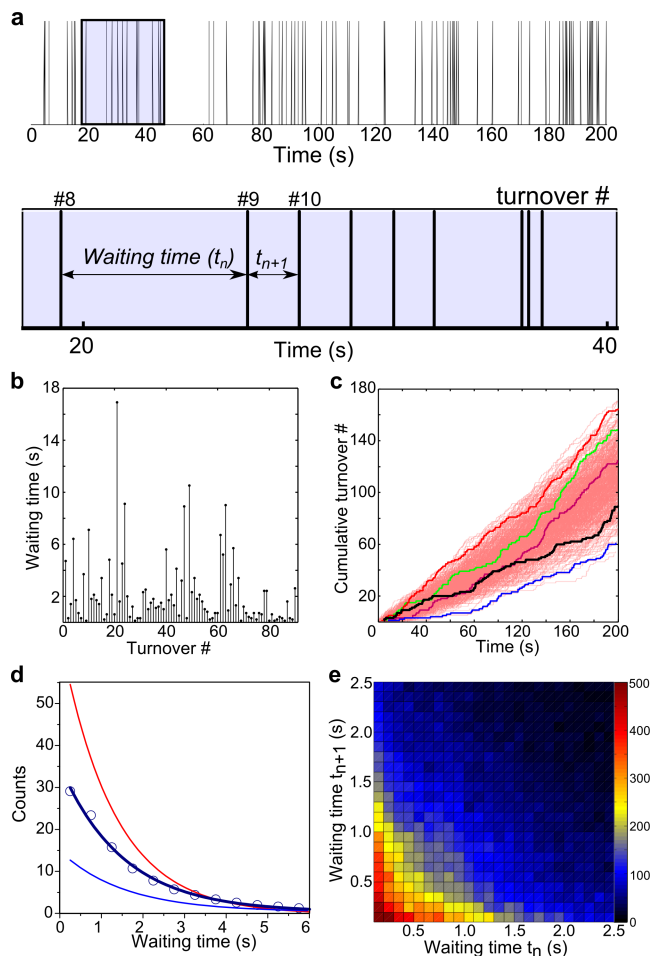 a
0 20 40 60 80 100 120 140 160 180 200
Time (s)
#8 #9 #10 turnover #
Waiting time (tn) tn+1
20 Time (s) 40
b
18
14
10
6
2
Waiting time (s)
0 20 40 60 80
Turnover #
c
180
140
100
60
20
Cumulative turnover #
0 40 80 120 160 200
Time (s)
d
50
40
30
20
10
0
Counts
0 1 2 3 4 5 6
Waiting time (s)
e
2.5
2.0
1.5
1.0
0.5
Waiting time tn+1 (s)
0.5 1.0 1.5 2.0 2.5
Waiting time tn (s)
500
400
300
200
100
0